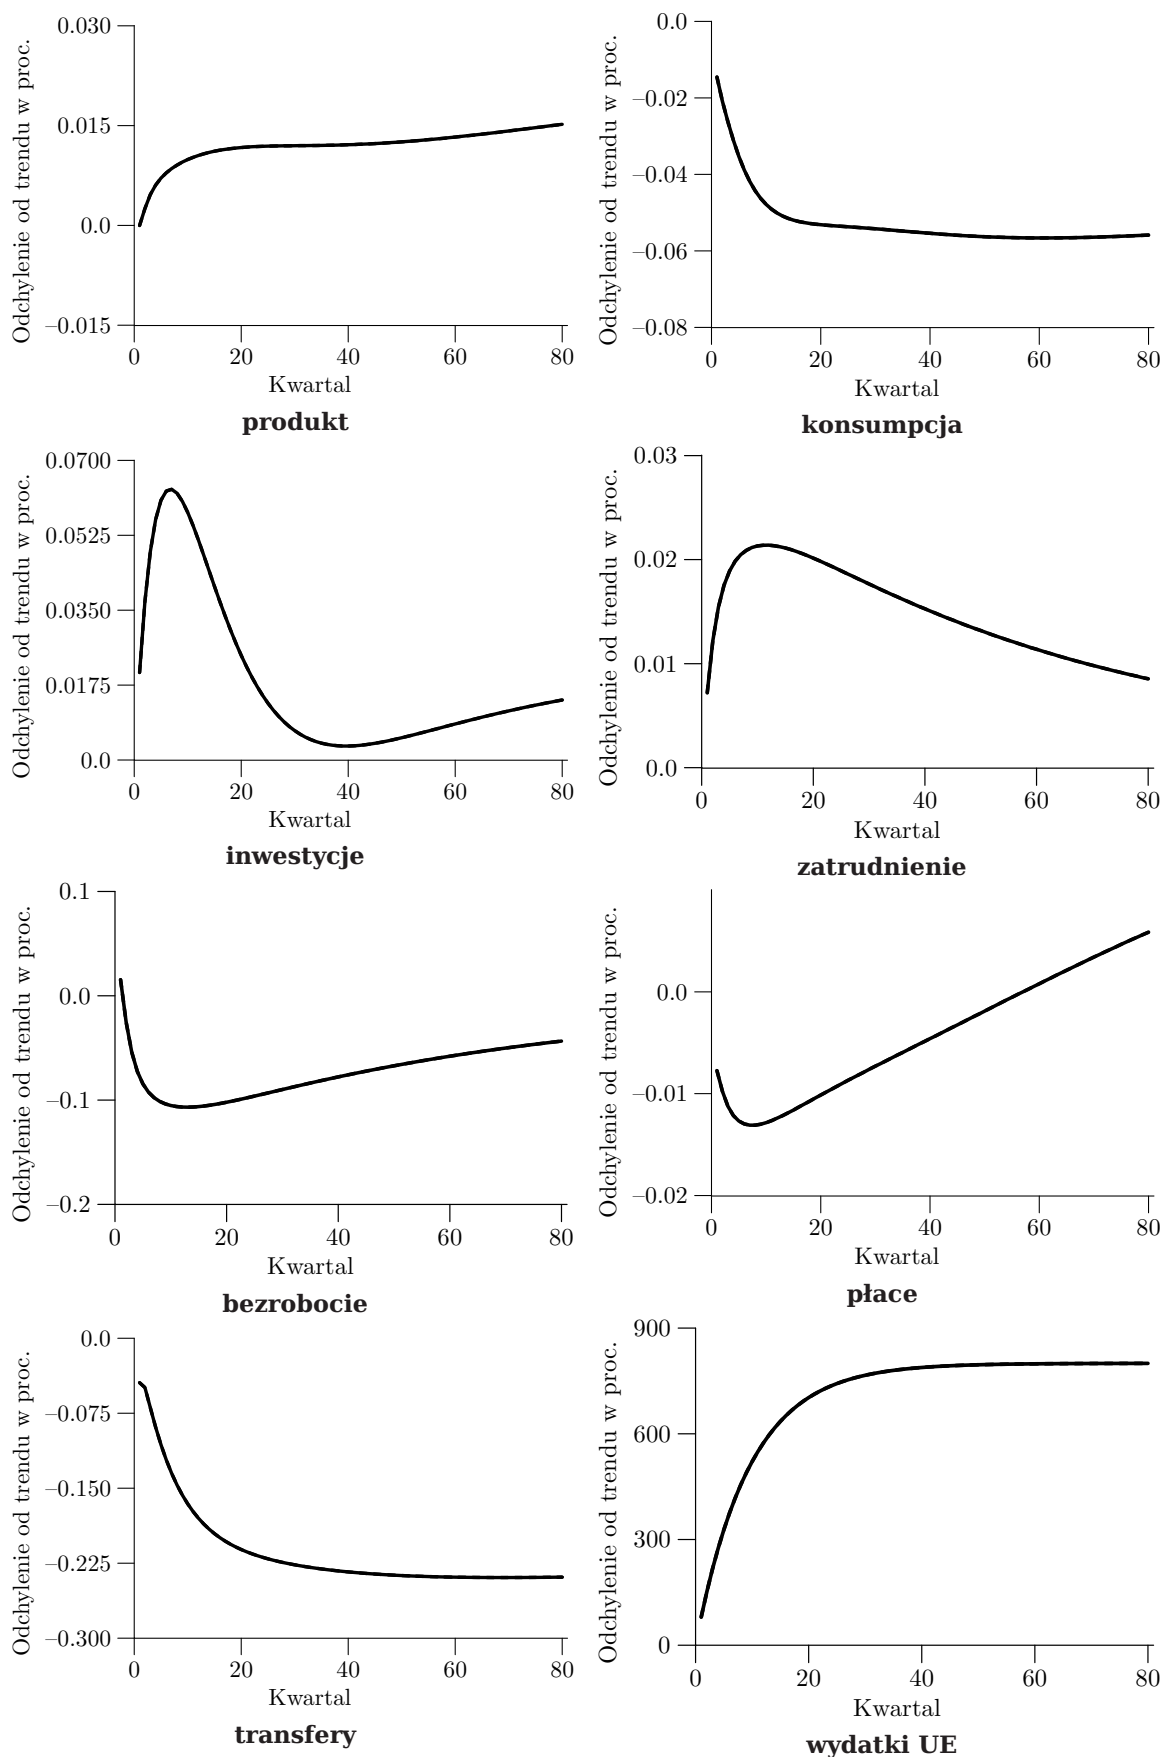 Odchylenie od trendu w proc.
0.030
0.015
0.0
–0.015
0 20 40 60 80
Kwartal
produkt
Odchylenie od trendu w proc.
0.0
–0.02
–0.04
–0.06
–0.08
0 20 40 60 80
Kwartal
konsumpcja
Odchylenie od trendu w proc.
0.0700
0.0525
0.0350
0.0175
0.0
0 20 40 60 80
Kwartal
inwestycje
Odchylenie od trendu w proc.
0.03
0.02
0.01
0.0
0 20 40 60 80
Kwartal
zatrudnienie
Odchylenie od trendu w proc.
0.1
0.0
–0.1
–0.2
0 20 40 60 80
Kwartal
bezrobocie
Odchylenie od trendu w proc.
0.0
–0.01
–0.02
0 20 40 60 80
Kwartal
płace
Odchylenie od trendu w proc.
0.0
–0.075
–0.150
–0.225
–0.300
0 20 40 60 80
Kwartal
transfery
Odchylenie od trendu w proc.
900
600
300
0
0 20 40 60 80
Kwartal
wydatki UE